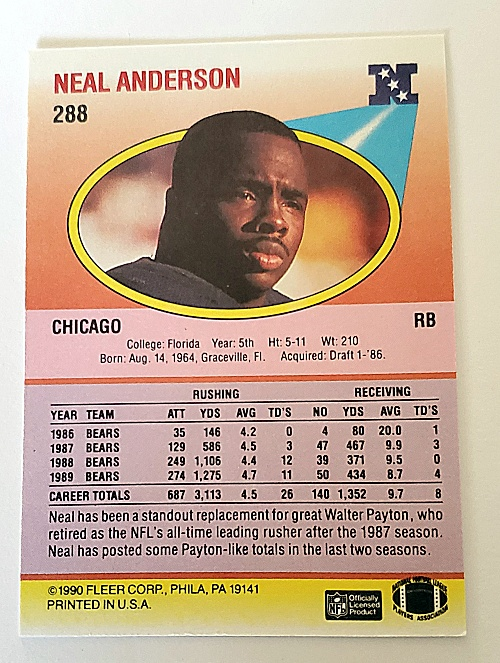 NEAL ANDERSON
288
N
CHICAGO RB
College: Florida Year: 5th Ht: 5-11 Wt: 210
Born: Aug. 14, 1964, Graceville, Fl. Acquired: Draft 1-'86.
RUSHING RECEIVING
YEAR TEAM ATT YDS AVG TD'S NO YDS AVG TD'S
1986 BEARS 35 146 4.2 0 4 80 20.0 1
1987 BEARS 129 586 4.5 3 47 467 9.9 3
1988 BEARS 249 1,106 4.4 12 39 371 9.5 0
1989 BEARS 274 1,275 4.7 11 50 434 8.7 4
CAREER TOTALS 687 3,113 4.5 26 140 1,352 9.7 8
Neal has been a standout replacement for great Walter Payton, who
retired as the NFL's all-time leading rusher after the 1987 season.
Neal has posted some Payton-like totals in the last two seasons.
©1990 FLEER CORP., PHILA, PA 19141
PRINTED IN U.S.A.
NFL
Officially
Licensed
Product
NATIONAL FOOTBALL LEAGUE
PLAYERS ASSOCIATION